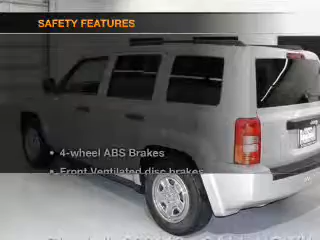 SAFETY FEATURES
• 4-wheel ABS Brakes
• Front Ventilated disc brakes